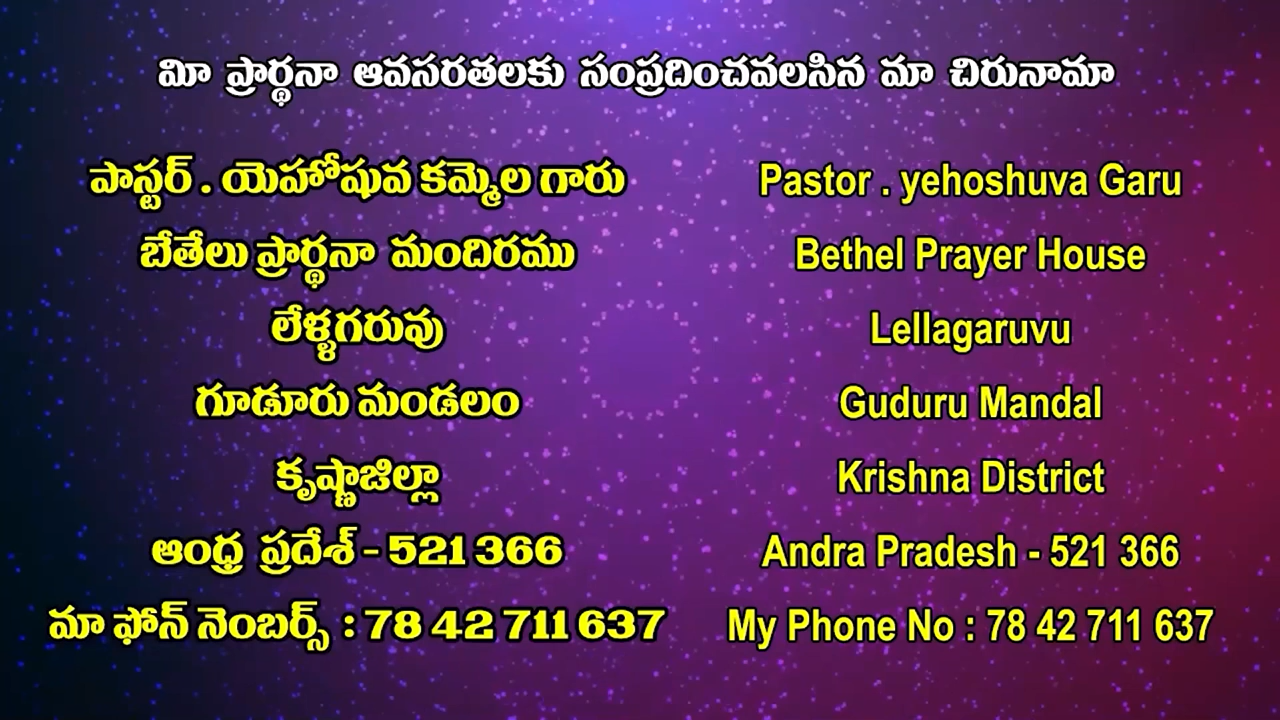 మీ ప్రార్థనా ఆవసరతలకు సంప్రదించవలసిన మా చిరునామా
పాస్టర్ . యెహోషువ కమ్మెల గారు
బేతేలు ప్రార్థనా మందిరము
లేళ్ళగరువు
గూడూరు మండలం
కృష్ణాజిల్లా
ఆంధ్ర ప్రదేశ్ - 521 366
మా ఫోన్ నెంబర్స్ : 78 42 711 637
Pastor . yehoshuva Garu
Bethel Prayer House
Lellagaruvu
Guduru Mandal
Krishna District
Andra Pradesh - 521 366
My Phone No : 78 42 711 637